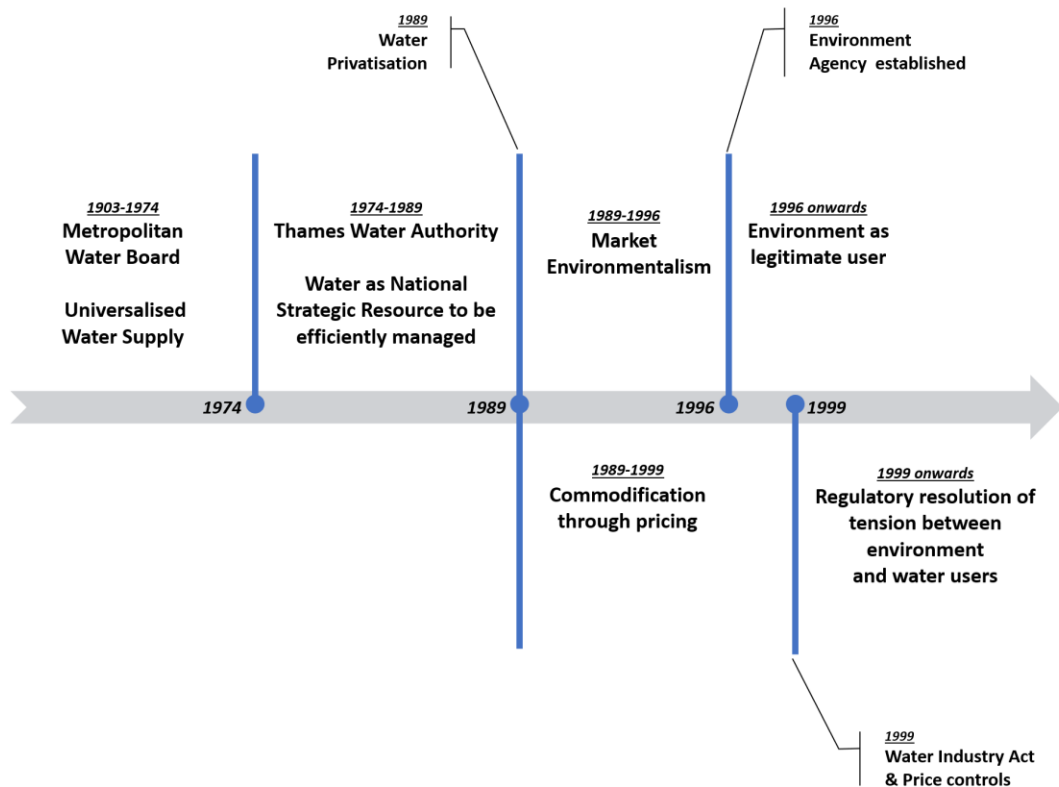 1989
Water
Privatisation
1996
Environment
Agency established
1903-1974
Metropolitan
Water Board
Universalised
Water Supply
1974-1989
Thames Water Authority
Water as National
Strategic Resource to be
efficiently managed
1989-1996
Market
Environmentalism
1996 onwards
Environment as
legitimate user
1974
1989
1996
1999
1989-1999
Commodification
through pricing
1999 onwards
Regulatory resolution of
tension between
environment
and water users
1999
Water Industry Act
& Price controls